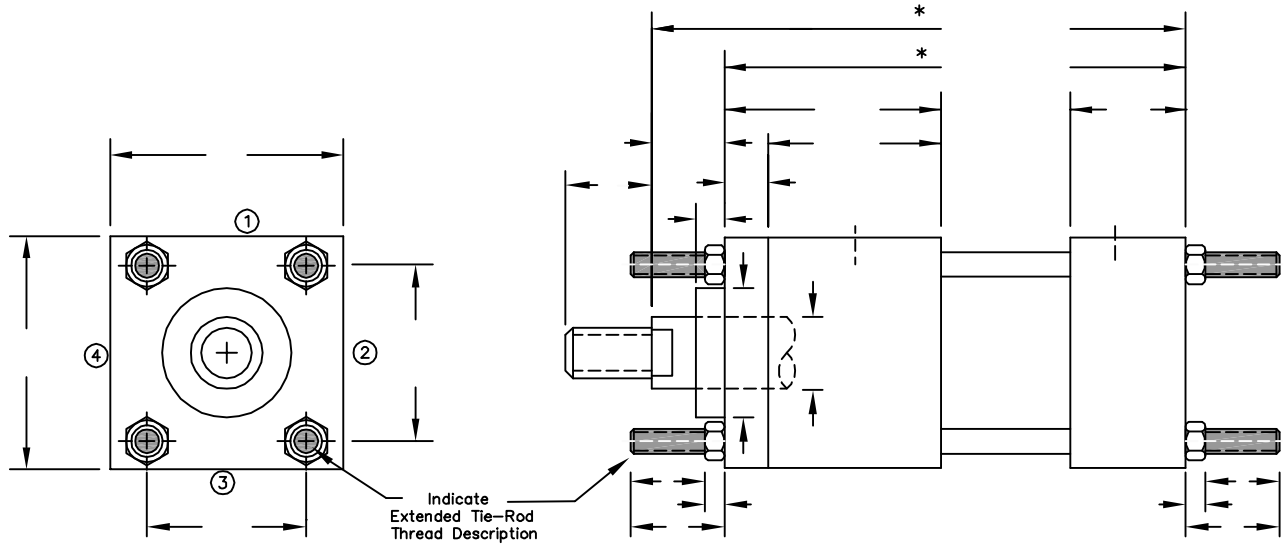 *
*
1
4
2
3
Indicate
Extended Tie-Rod
Thread Description